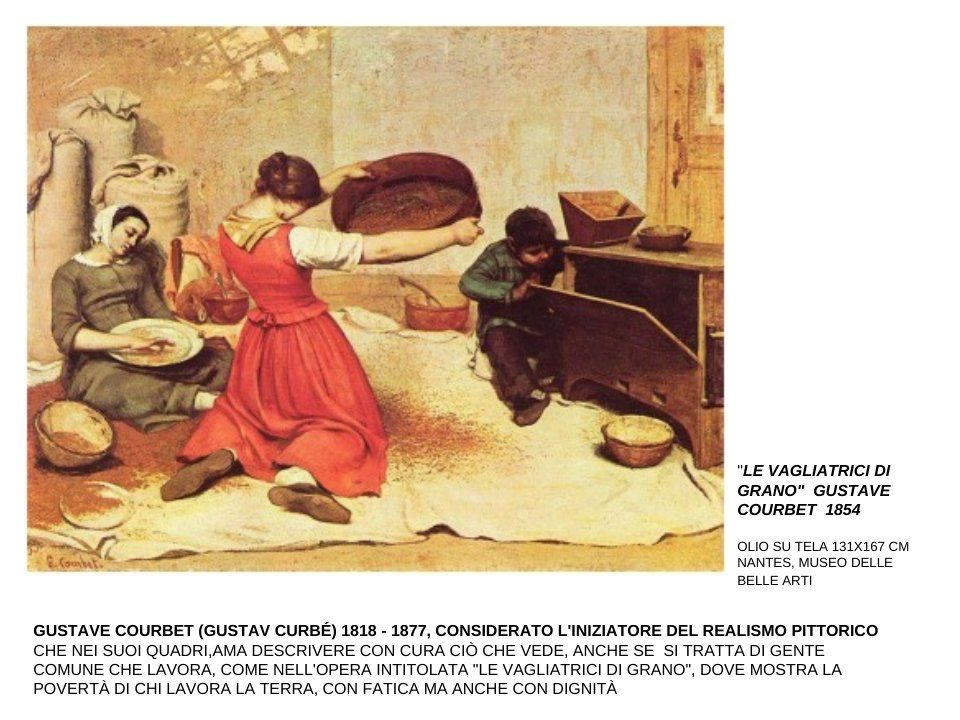 G. Courbet.
"LE VAGLIATRICI DI
GRANO"  GUSTAVE
COURBET  1854
OLIO SU TELA 131X167 CM
NANTES, MUSEO DELLE
BELLE ARTI
GUSTAVE COURBET (GUSTAV CURBÉ) 1818 - 1877, CONSIDERATO L'INIZIATORE DEL REALISMO PITTORICO
CHE NEI SUOI QUADRI,AMA DESCRIVERE CON CURA CIÒ CHE VEDE, ANCHE SE  SI TRATTA DI GENTE
COMUNE CHE LAVORA, COME NELL'OPERA INTITOLATA "LE VAGLIATRICI DI GRANO", DOVE MOSTRA LA
POVERTÀ DI CHI LAVORA LA TERRA, CON FATICA MA ANCHE CON DIGNITÀ